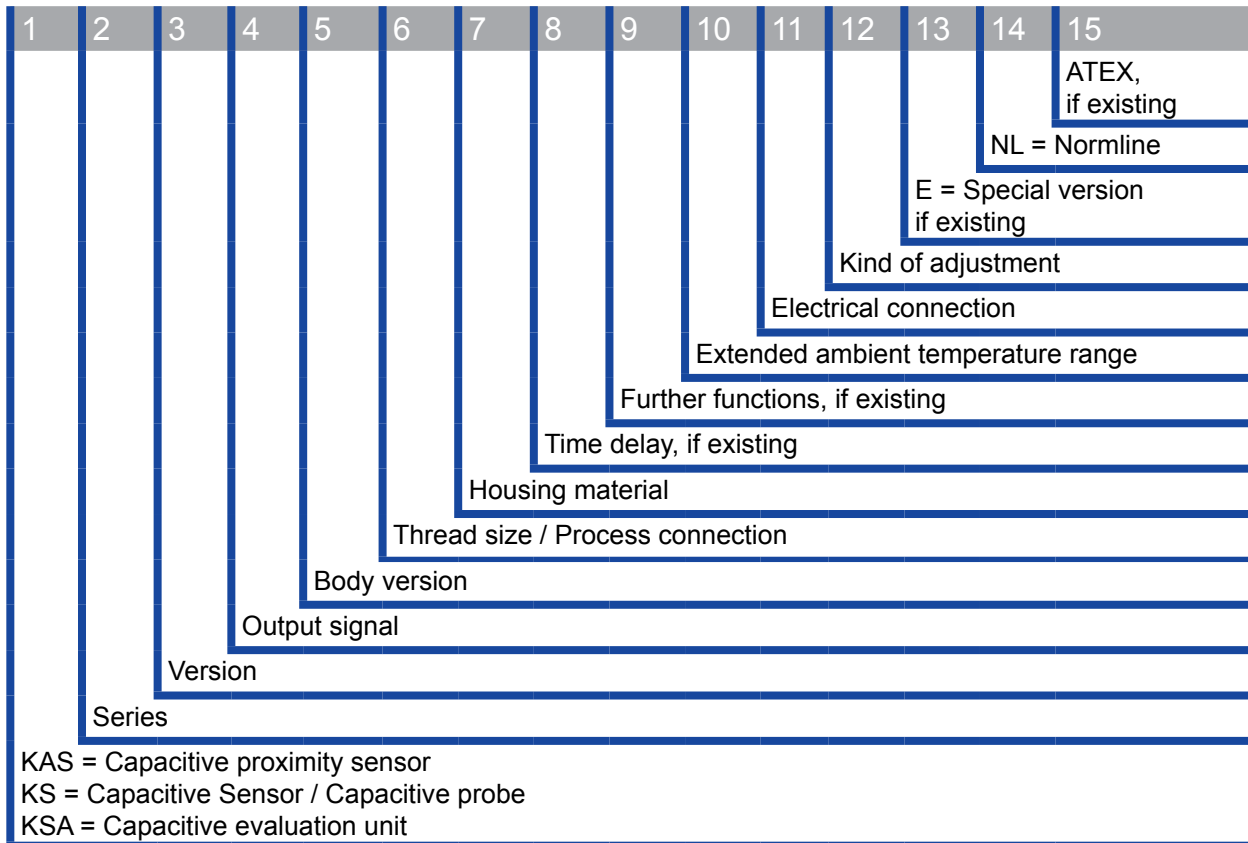 1 2 3 4 5 6 7 8 9 10 11 12 13 14 15
ATEX,
if existing
NL = Normline
E = Special version
if existing
Kind of adjustment
Electrical connection
Extended ambient temperature range
Further functions, if existing
Time delay, if existing
Housing material
Thread size / Process connection
Body version
Output signal
Version
Series
KAS = Capacitive proximity sensor
KS = Capacitive Sensor / Capacitive probe
KSA = Capacitive evaluation unit